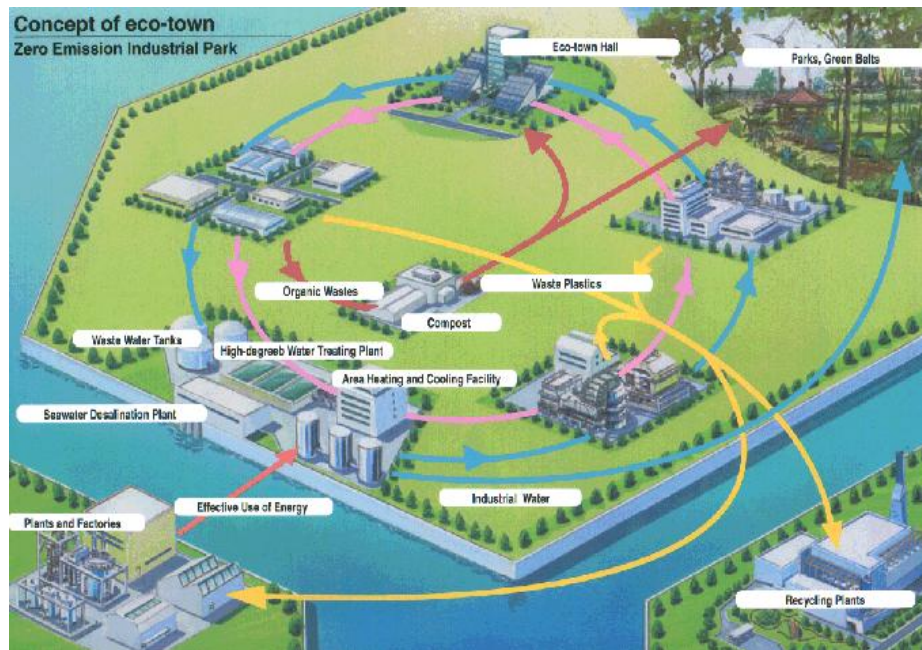 Concept of eco-town
Zero Emission Industrial Park
Eco-town Hall
Parks, Green Balts
Organic Wastes
Waste Plastics
Compost
Waste Water Tanks
High-degreeb Water Treating Plant
Area Heating and Cooling Facility
Seawater Desalination Plant
Industrial Water
Effective Use of Energy
Plants and Factories
Recycling Plants